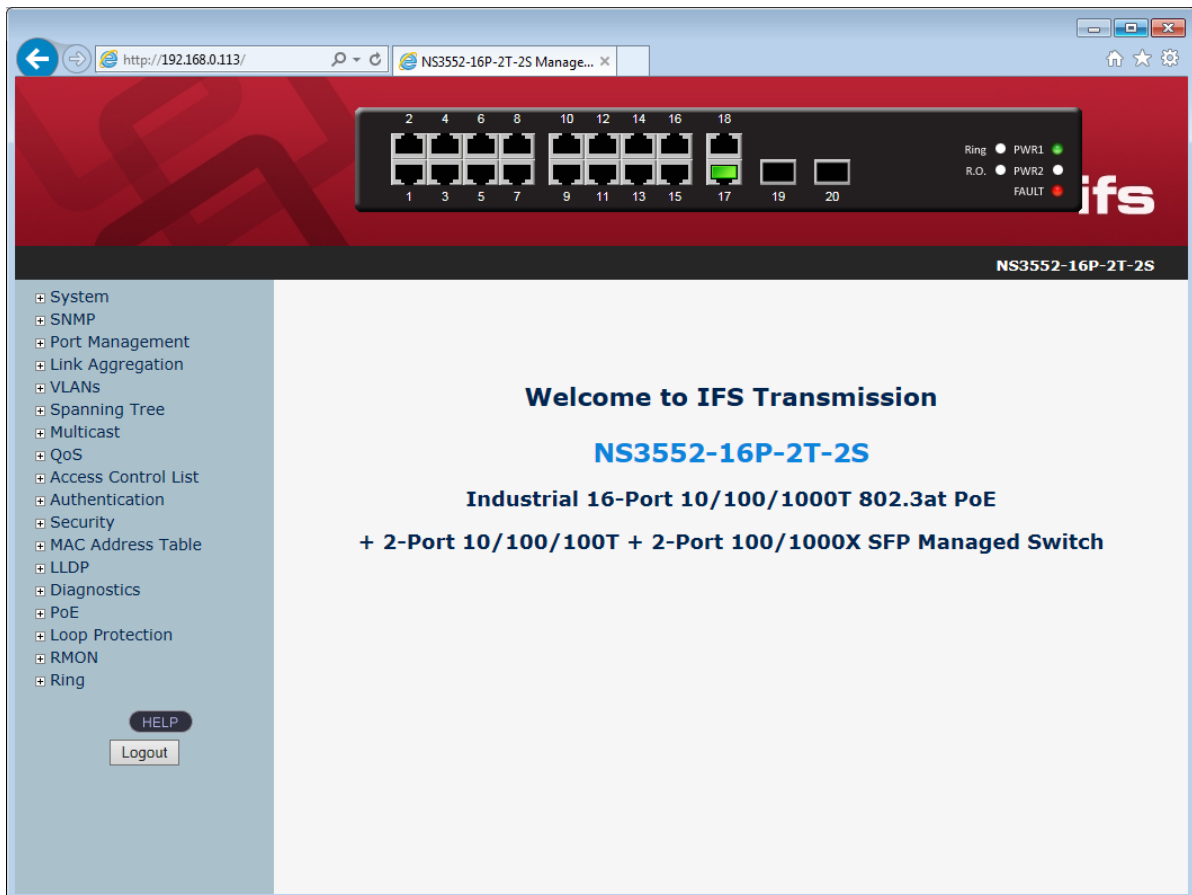 http://192.168.0.113/
NS3552-16P-2T-2S Manage...
2 4 6 8 10 12 14 16 18
1 3 5 7 9 11 13 15 17 19 20
Ring PWR1
R.O. PWR2
FAULT
ifs
NS3552-16P-2T-2S
System
SNMP
Port Management
Link Aggregation
VLANs
Spanning Tree
Multicast
QoS
Access Control List
Authentication
Security
MAC Address Table
LLDP
Diagnostics
PoE
Loop Protection
RMON
Ring
HELP
Logout
Welcome to IFS Transmission
NS3552-16P-2T-2S
Industrial 16-Port 10/100/1000T 802.3at PoE
+ 2-Port 10/100/100T + 2-Port 100/1000X SFP Managed Switch